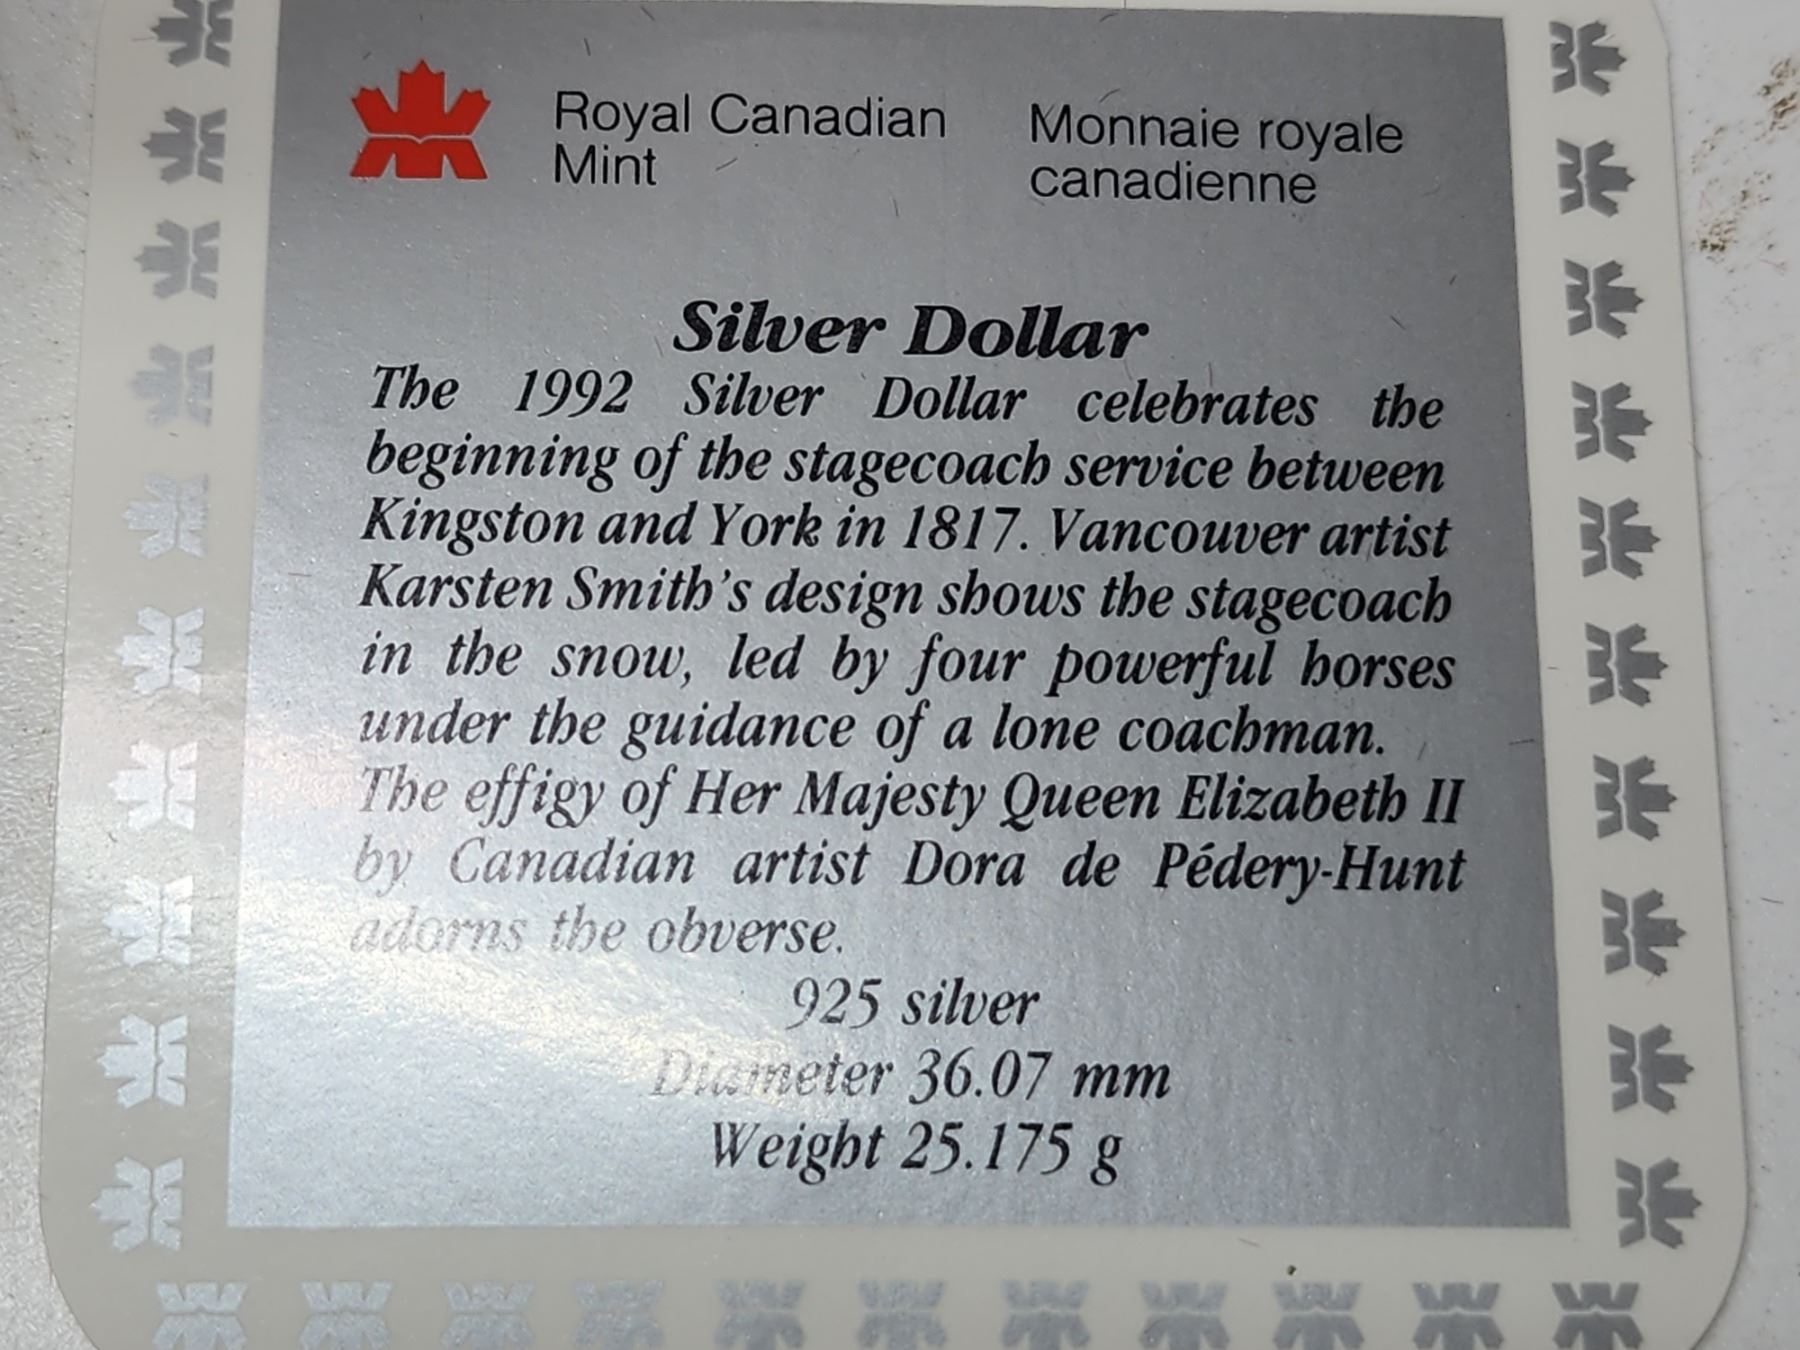 Royal Canadian
Mint
Monnaie royale
canadienne
Silver Dollar
The 1992 Silver Dollar celebrates the
beginning of the stagecoach service between
Kingston and York in 1817. Vancouver artist
Karsten Smith's design shows the stagecoach
in the snow, led by four powerful horses
under the guidance of a lone coachman.
The effigy of Her Majesty Queen Elizabeth II
by Canadian artist Dora de Pédery-Hunt
adorns the obverse.
925 silver
Diameter 36.07 mm
Weight 25.175 g